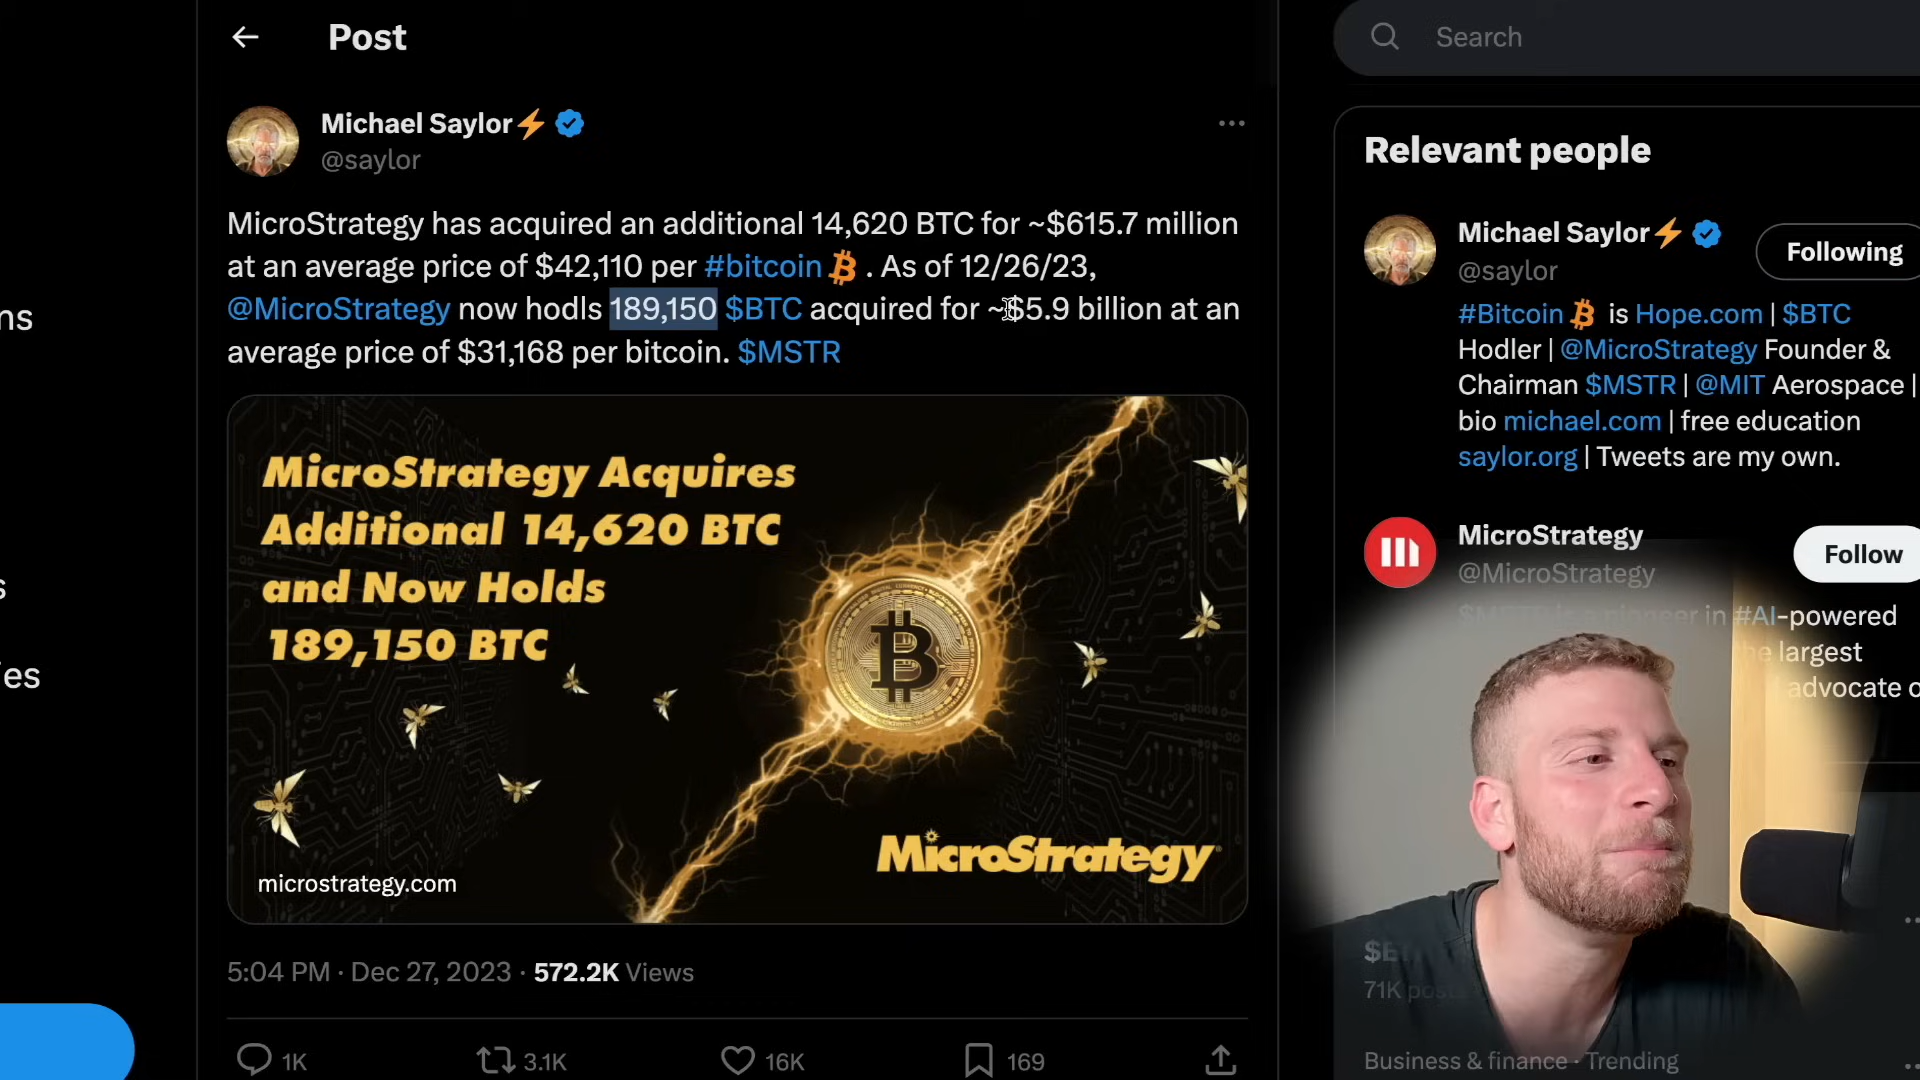 Post
Search
Michael Saylor⚡
@saylor
MicroStrategy has acquired an additional 14,620 BTC for ~$615.7 million
at an average price of $42,110 per #bitcoin . As of 12/26/23,
@MicroStrategy now hodls 189,150 $BTC acquired for ~$5.9 billion at an
average price of $31,168 per bitcoin. $MSTR
MicroStrategy Acquires
Additional 14,620 BTC
and Now Holds
189,150 BTC
MicroStrategy
microstrategy.com
5:04 PM · Dec 27, 2023 · 572.2K Views
1K 3.1K 16K 169
Relevant people
Michael Saylor⚡
Following
@saylor
#Bitcoin is Hope.com | $BTC
Hodler | @MicroStrategy Founder &
Chairman $MSTR | @MIT Aerospace |
bio michael.com | free education
saylor.org | Tweets are my own.
MicroStrategy
Follow
@MicroStrategy
$MSTR is a pioneer in #AI-powered
the largest
advocate
71K
Business & finance · Trending